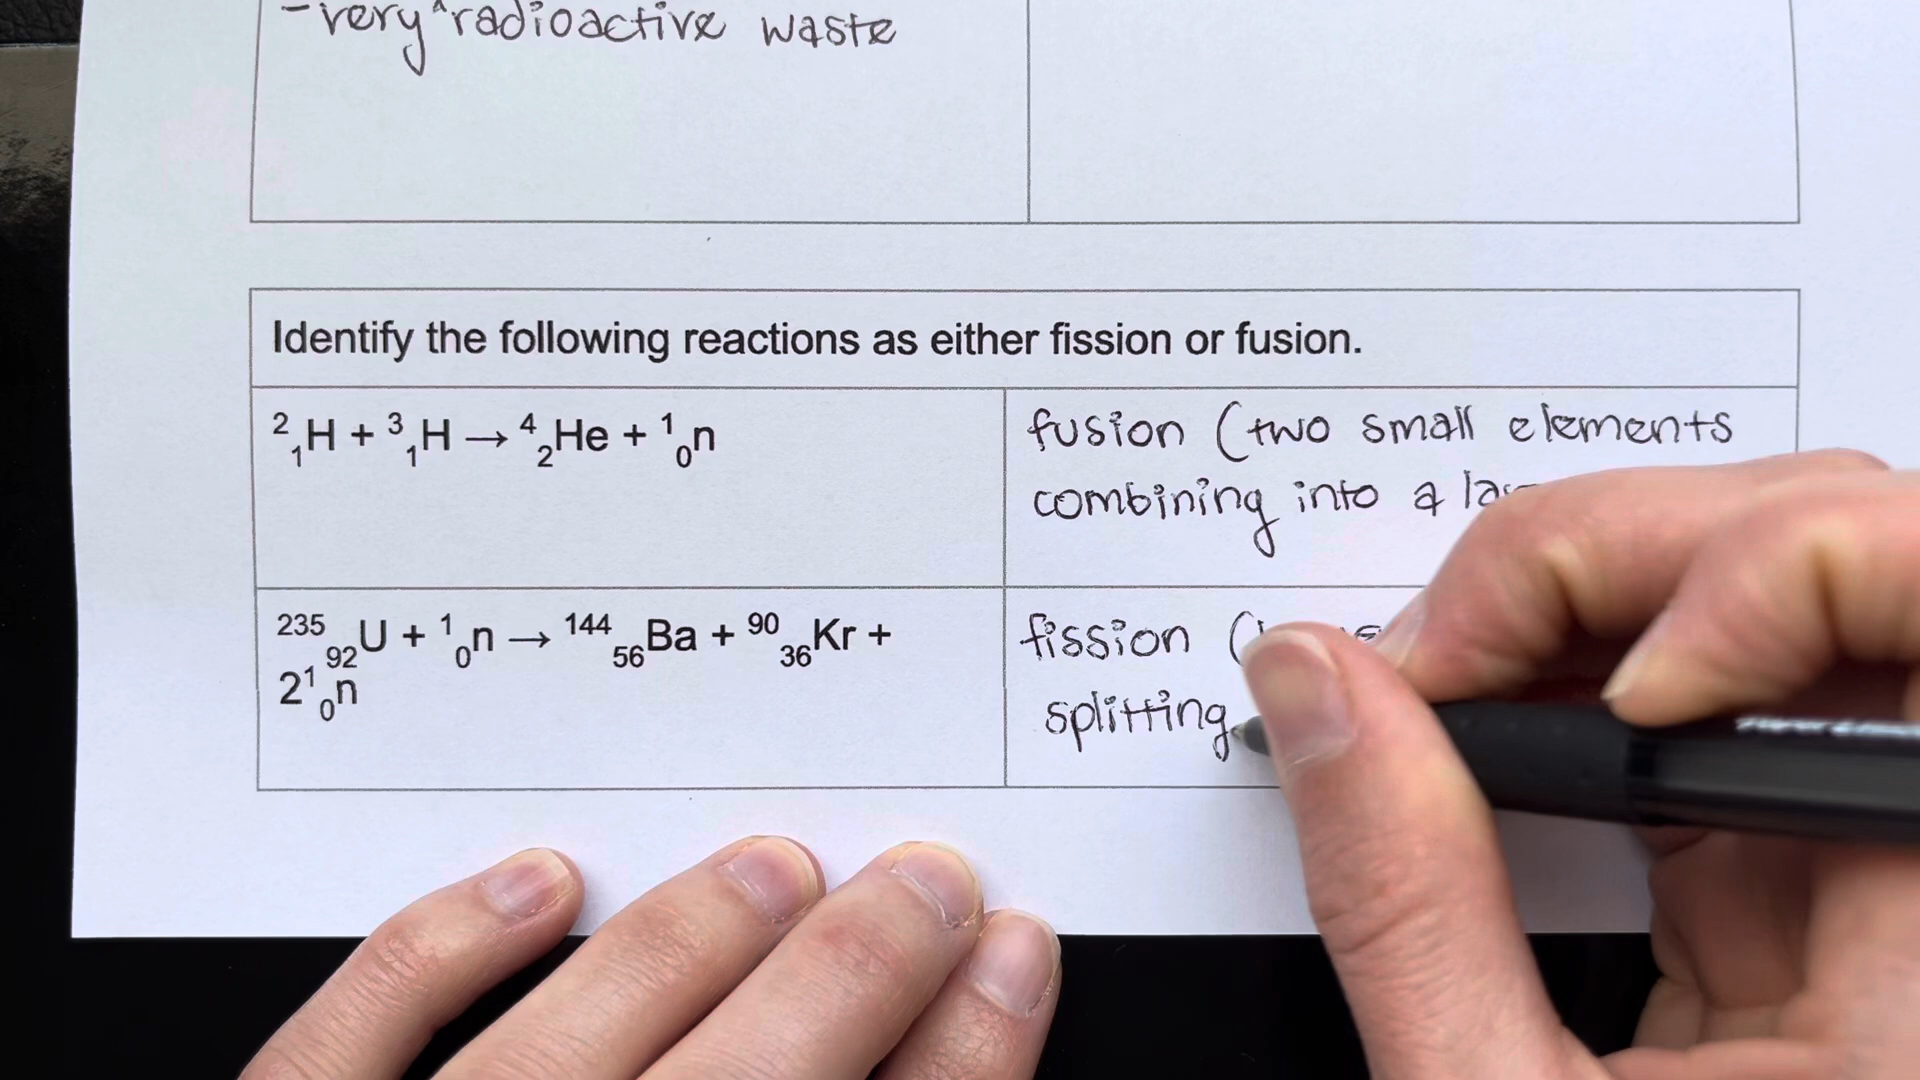 -very^radioactive waste
Identify the following reactions as either fission or fusion.
²₁H + ³₁H → ⁴₂He + ¹₀n
fusion (two small elements
combining into a
²³⁵₉₂U + ¹₀n → ¹⁴⁴₅₆Ba + ⁹⁰₃₆Kr +
2¹₀n
fission (
splitting